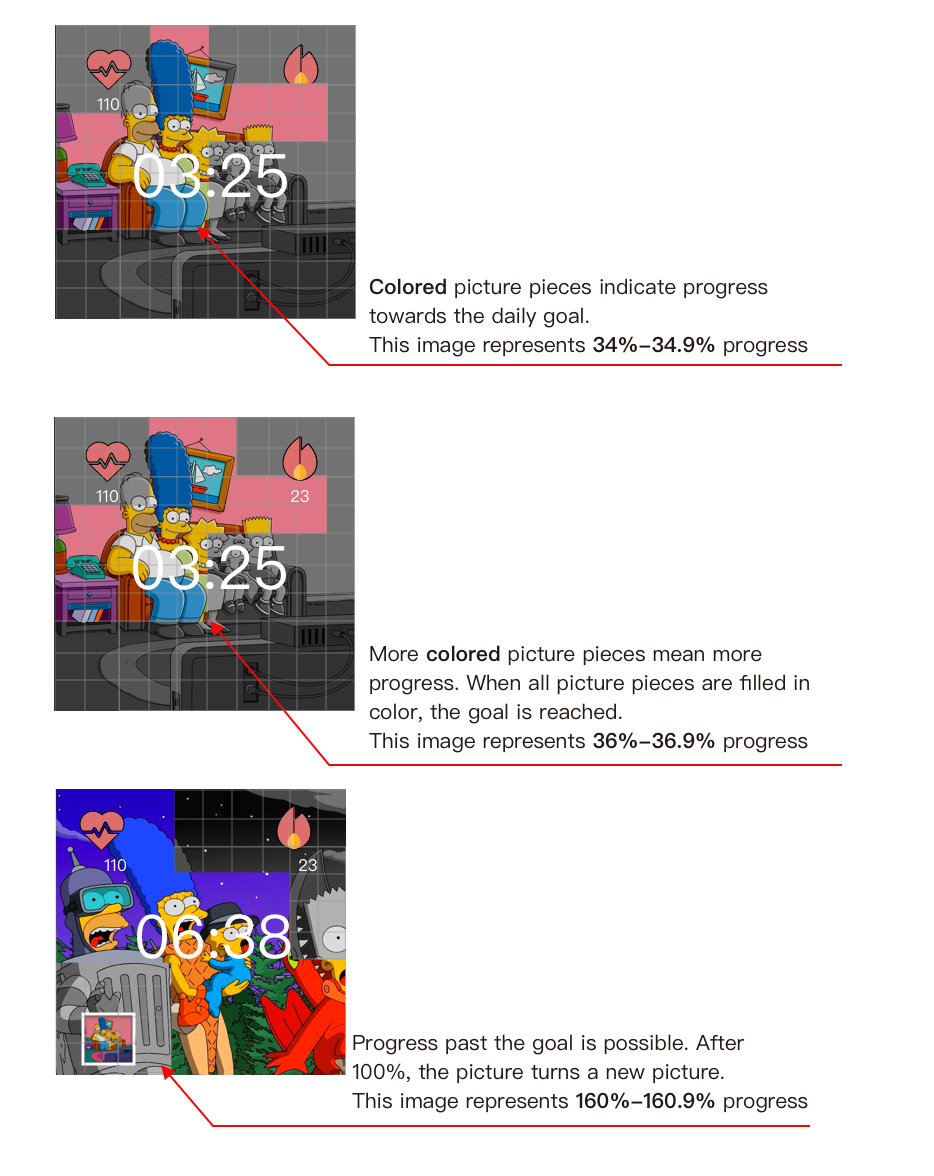 110
03:25
Colored picture pieces indicate progress
towards the daily goal.
This image represents 34%–34.9% progress
110
23
03:25
More colored picture pieces mean more
progress. When all picture pieces are filled in
color, the goal is reached.
This image represents 36%–36.9% progress
110
23
06:38
Progress past the goal is possible. After
100%, the picture turns a new picture.
This image represents 160%–160.9% progress